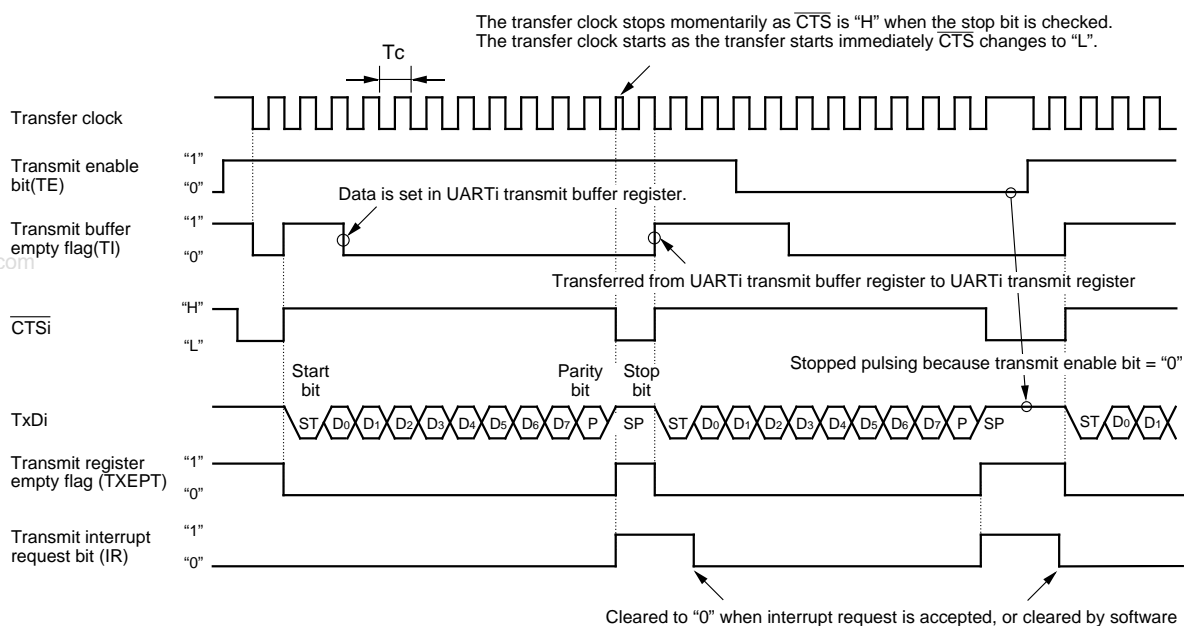 The transfer clock stops momentarily as CTS is “H” when the stop bit is checked.
The transfer clock starts as the transfer starts immediately CTS changes to “L”.
Tc
Transfer clock
Transmit enable
bit(TE)
“1”
“0”
Data is set in UARTi transmit buffer register.
Transmit buffer
empty flag(TI)
“1”
“0”
com
Transferred from UARTi transmit buffer register to UARTi transmit register
CTSi
“H”
“L”
Stopped pulsing because transmit enable bit = “0”
Start
bit
Parity
bit
Stop
bit
TxDi
ST D0 D1 D2 D3 D4 D5 D6 D7 P SP ST D0 D1 D2 D3 D4 D5 D6 D7 P SP ST D0 D1
Transmit register
empty flag (TXEPT)
“1”
“0”
Transmit interrupt
request bit (IR)
“1”
“0”
Cleared to “0” when interrupt request is accepted, or cleared by software